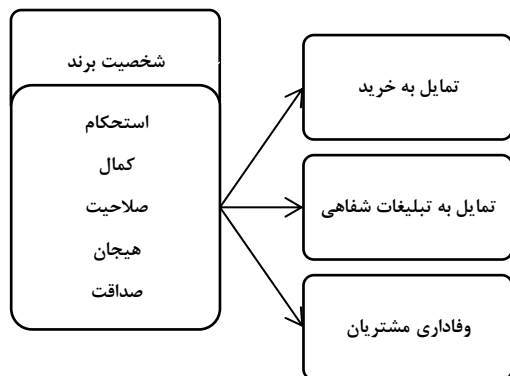 شخصیت برند
استحکام
کمال
صلاحیت
هیجان
صداقت
تمایل به خرید
تمایل به تبلیغات شفاهی
وفاداری مشتریان